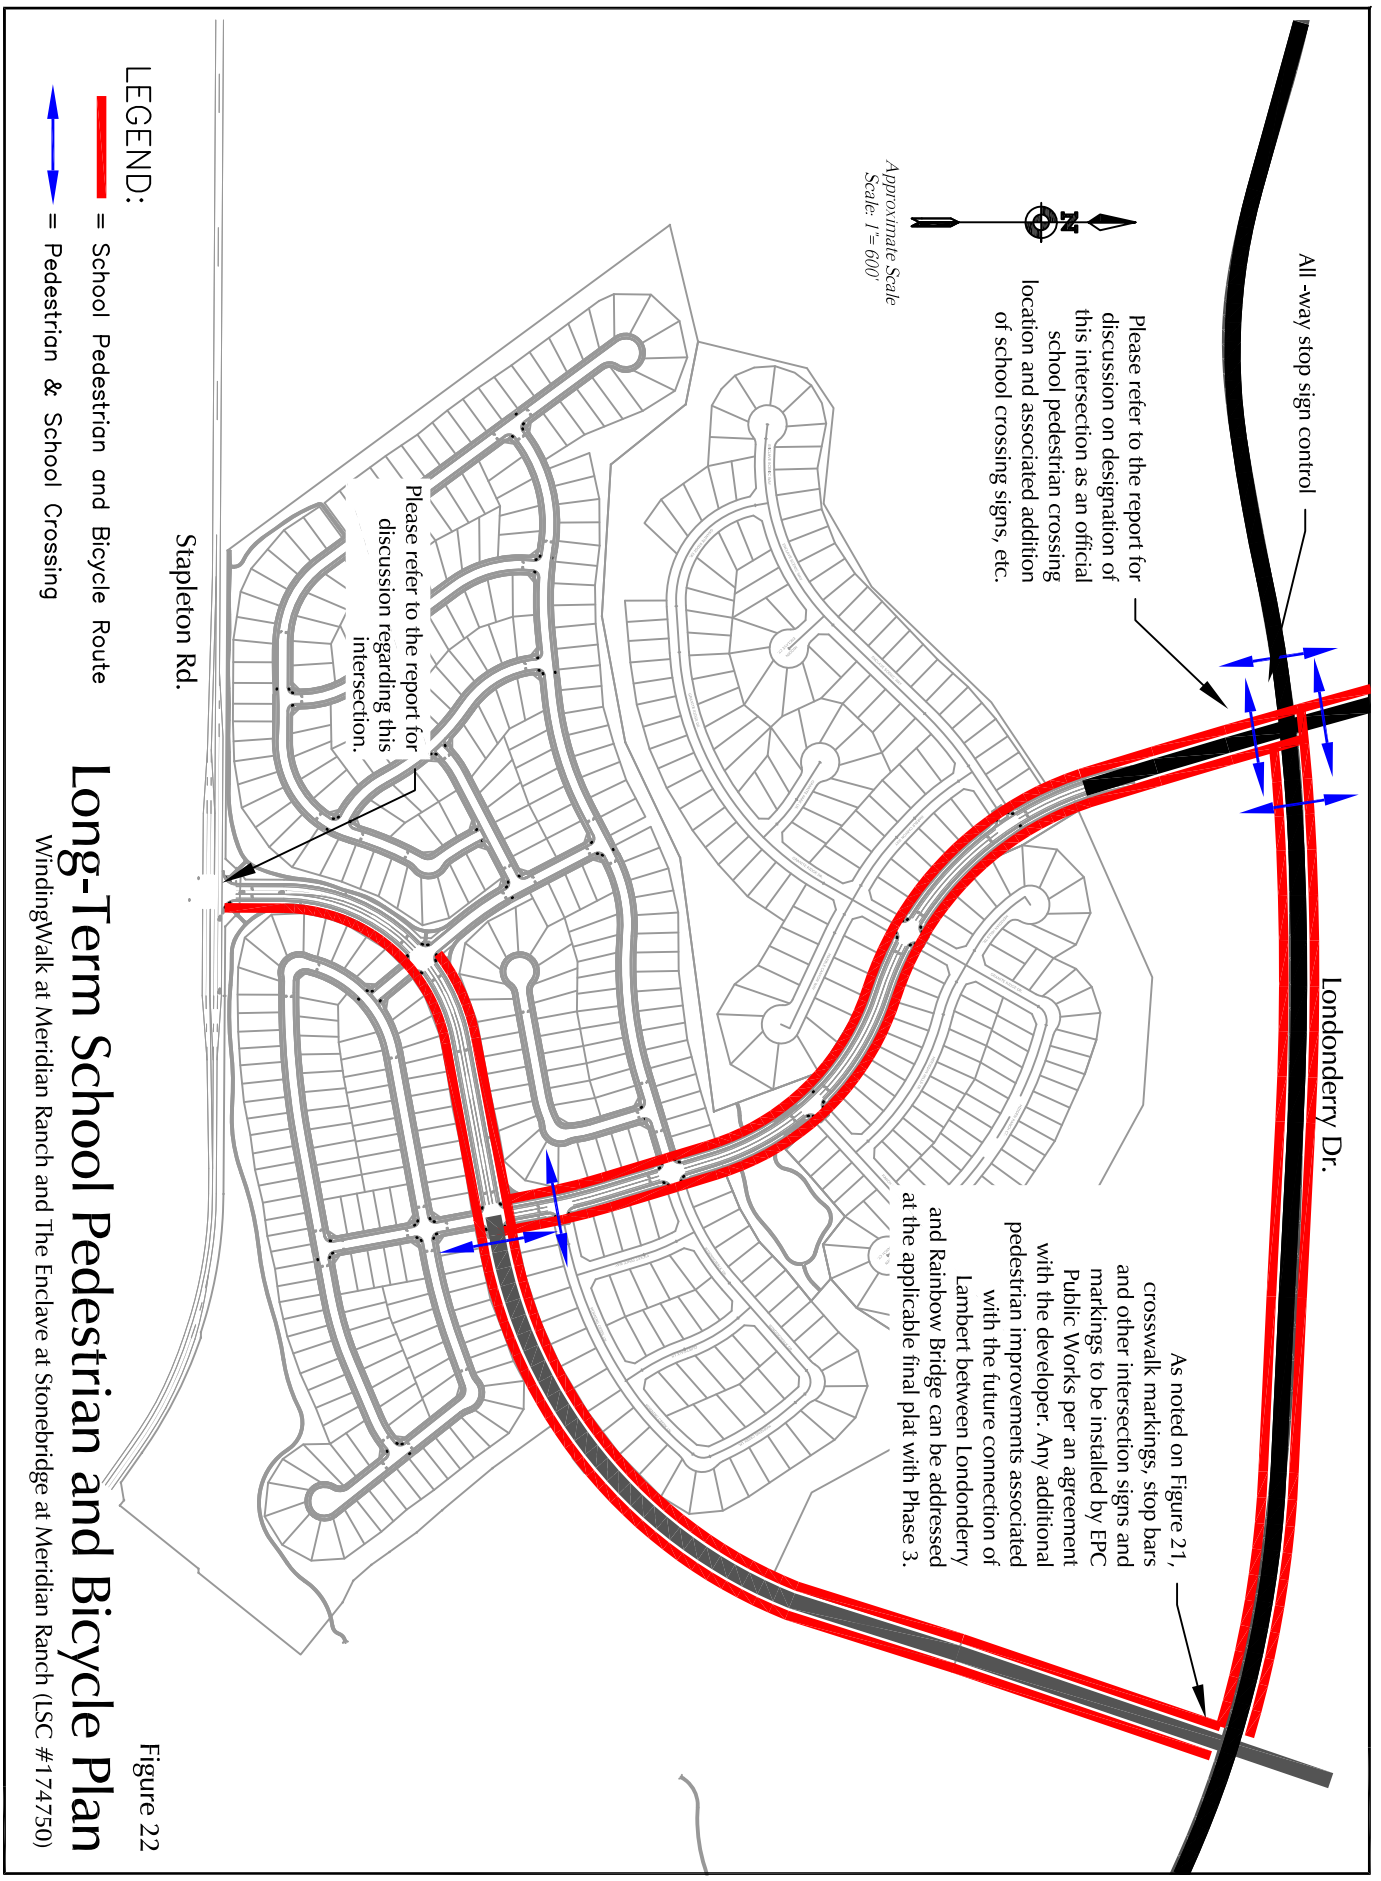 All -way stop sign control
Londonderry Dr.
Please refer to the report for
discussion on designation of
this intersection as an official
school pedestrian crossing
location and associated addition
of school crossing signs, etc.
N
Approximate Scale
Scale: 1"= 600'
As noted on Figure 21,
crosswalk markings, stop bars
and other intersection signs and
markings to be installed by EPC
Public Works per an agreement
with the developer. Any additional
pedestrian improvements associated
with the future connection of
Lambert between Londonderry
and Rainbow Bridge can be addressed
at the applicable final plat with Phase 3.
Please refer to the report for
discussion regarding this
intersection.
Stapleton Rd.
LEGEND:
= School Pedestrian and Bicycle Route
= Pedestrian & School Crossing
Figure 22
Long-Term School Pedestrian and Bicycle Plan
WindingWalk at Meridian Ranch and The Enclave at Stonebridge at Meridian Ranch (LSC #174750)